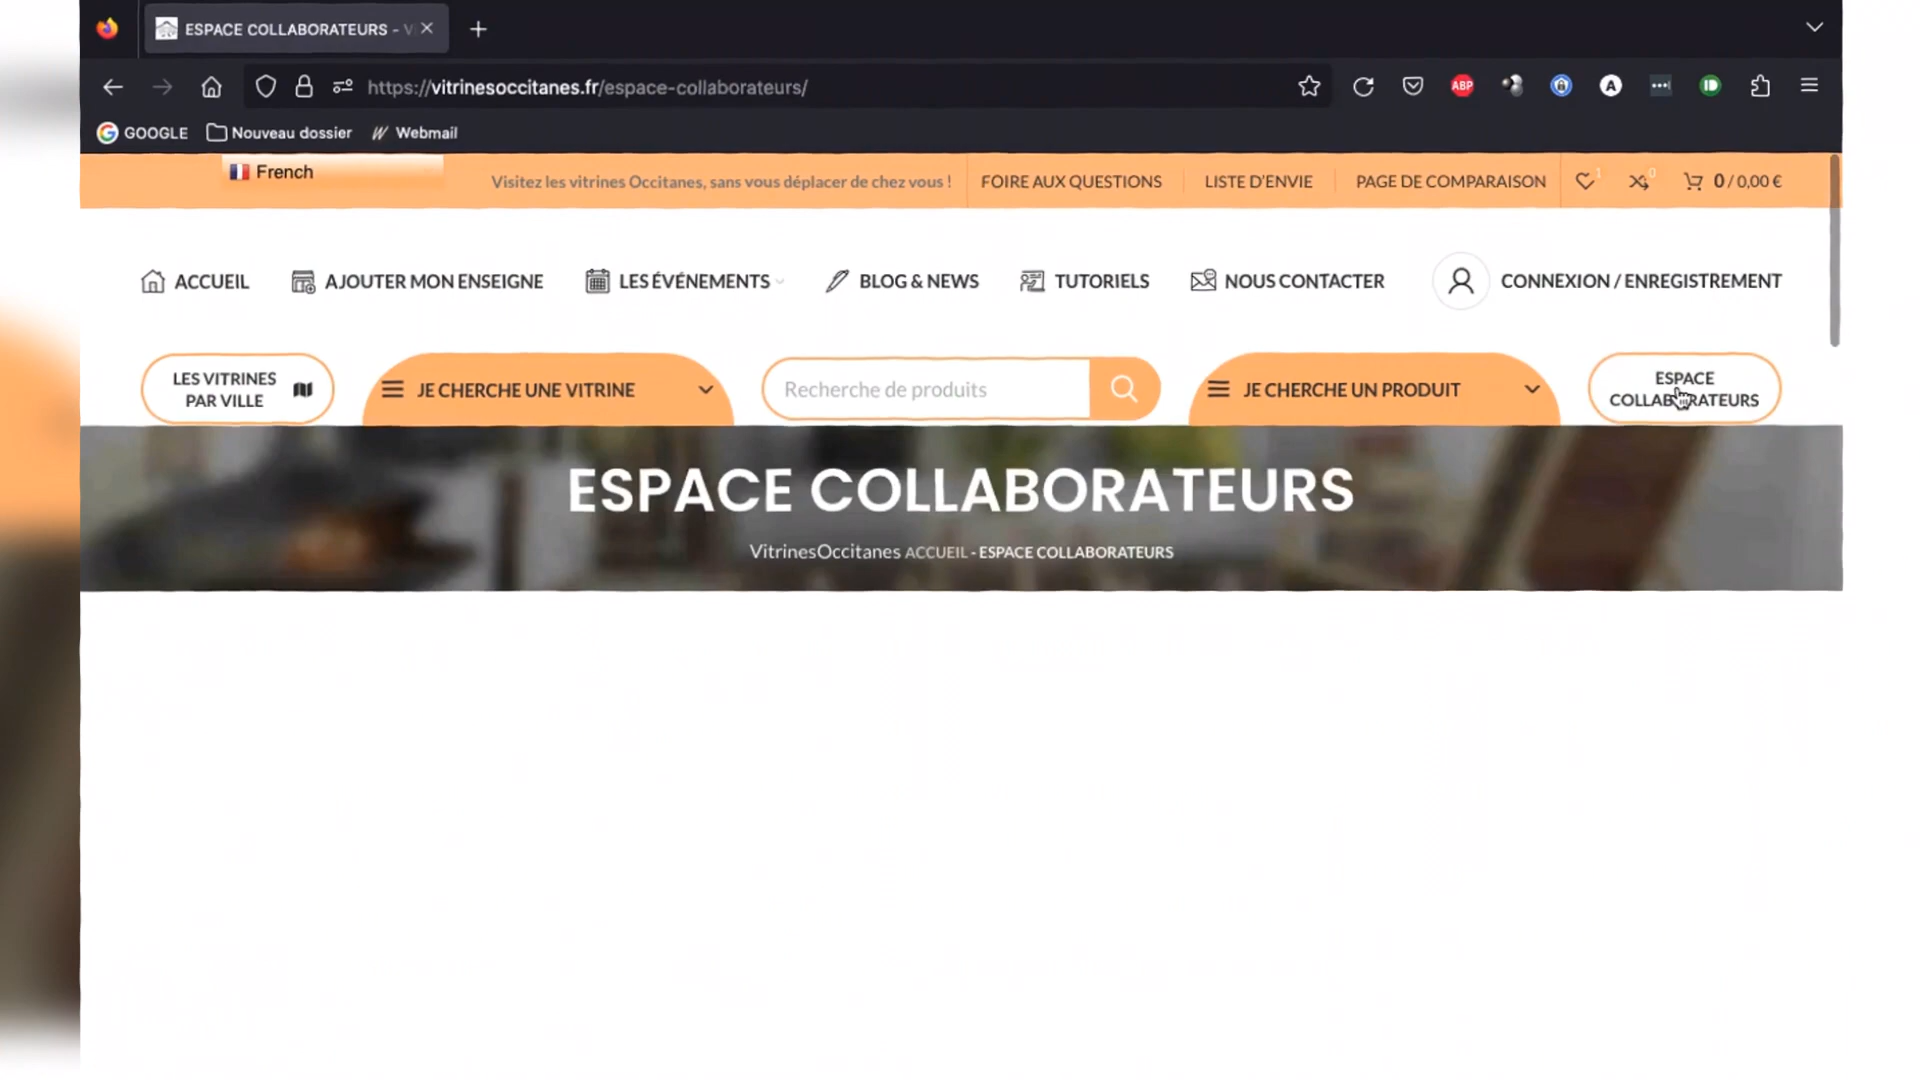 ESPACE COLLABORATEURS -
https://vitrinesoccitanes.fr/espace-collaborateurs/
ABP
A
GOOGLE
Nouveau dossier
Webmail
French
Visitez les vitrines Occitanes, sans vous déplacer de chez vous !
FOIRE AUX QUESTIONS
LISTE D'ENVIE
PAGE DE COMPARAISON
1
0
0 / 0,00 €
ACCUEIL
AJOUTER MON ENSEIGNE
LES ÉVÉNEMENTS
BLOG & NEWS
TUTORIELS
NOUS CONTACTER
CONNEXION / ENREGISTREMENT
LES VITRINES
PAR VILLE
JE CHERCHE UNE VITRINE
Recherche de produits
JE CHERCHE UN PRODUIT
ESPACE
COLLABORATEURS
ESPACE COLLABORATEURS
VitrinesOccitanes ACCUEIL - ESPACE COLLABORATEURS